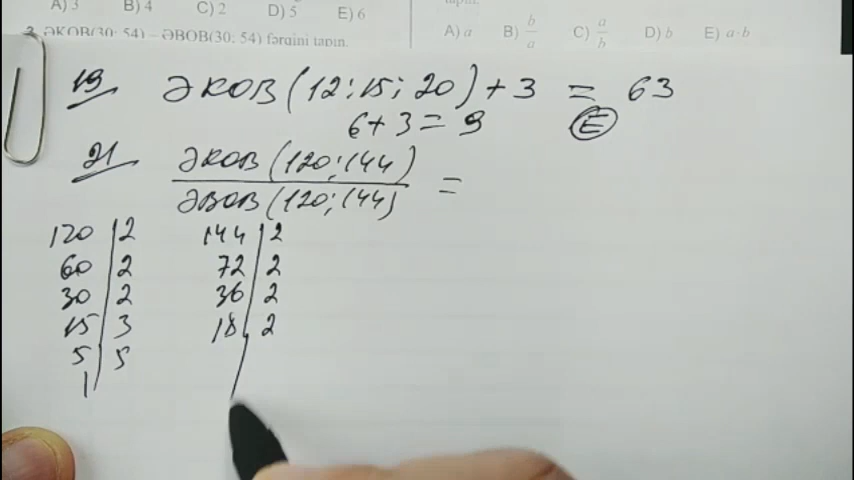 A) 3 B) 4 C) 2 D) 5 E) 6
A) a B) b/a C) a/b D) b E) a·b
ƏKOB(30; 54) – ƏBOB(30; 54) fərqini tapın.
19 ƏKOB(12;15;20)+3 = 63
6+3=9 E
21 ƏKOB(120;144)
ƏBOB(120;144) =
120 2 144 2
60 2 72 2
30 2 36 2
15 3 18 2
5 5
1